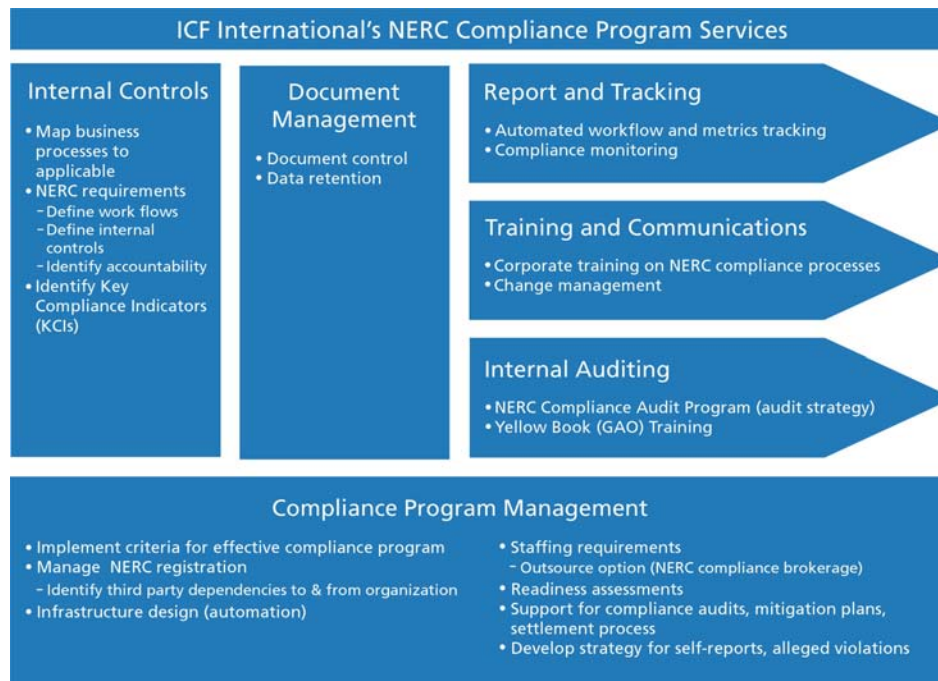 ICF International's NERC Compliance Program Services
Internal Controls
• Map business
processes to
applicable
• NERC requirements
- Define work flows
- Define internal
controls
- Identify accountability
• Identify Key
Compliance Indicators
(KCIs)
Document
Management
• Document control
• Data retention
Report and Tracking
• Automated workflow and metrics tracking
• Compliance monitoring
Training and Communications
• Corporate training on NERC compliance processes
• Change management
Internal Auditing
• NERC Compliance Audit Program (audit strategy)
• Yellow Book (GAO) Training
Compliance Program Management
• Implement criteria for effective compliance program
• Manage NERC registration
- Identify third party dependencies to & from organization
• Infrastructure design (automation)
• Staffing requirements
- Outsource option (NERC compliance brokerage)
• Readiness assessments
• Support for compliance audits, mitigation plans,
settlement process
• Develop strategy for self-reports, alleged violations